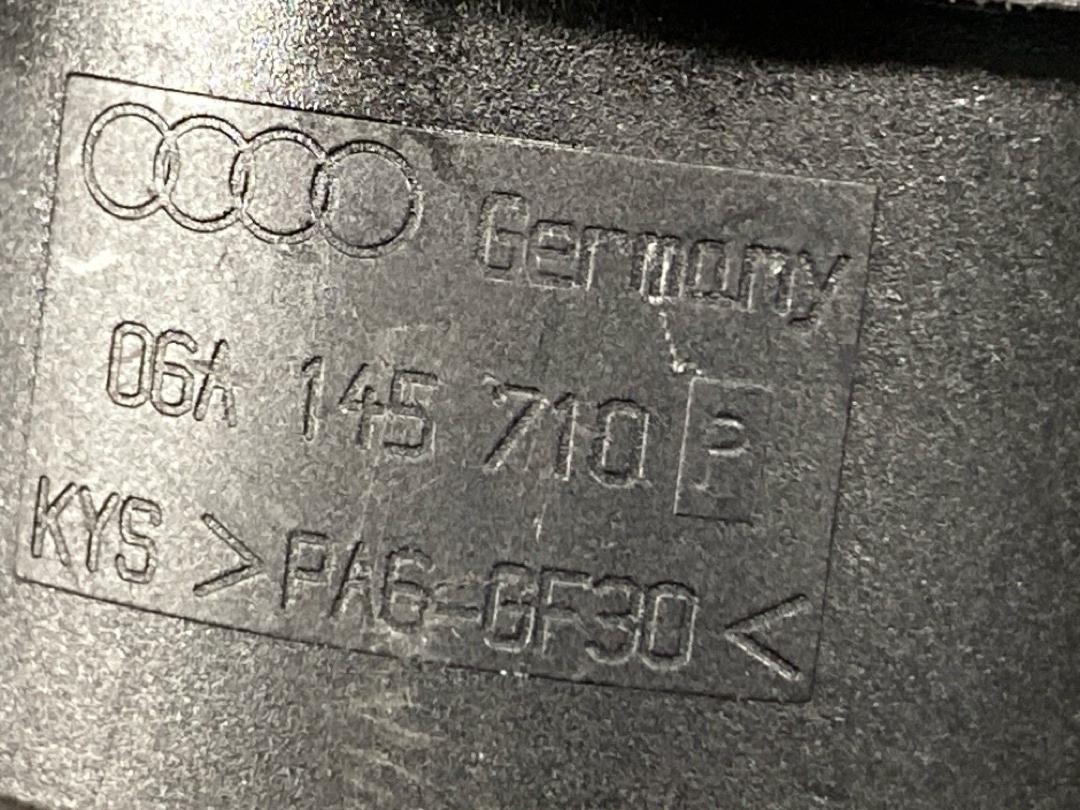 Germany
06A 145 710 P
KYS >PA6-GF30<